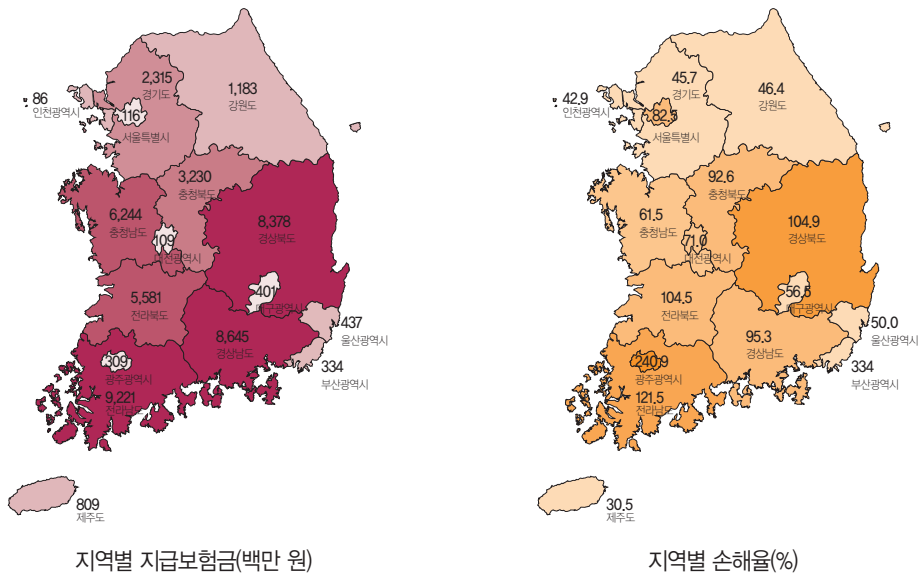 2,315
경기도
1,183
강원도
86
인천광역시
116
서울특별시
3,230
충청북도
6,244
충청남도
8,378
경상북도
109
대전광역시
401
대구광역시
5,581
전라북도
437
울산광역시
8,645
경상남도
334
부산광역시
309
광주광역시
9,221
전라남도
809
제주도
지역별 지급보험금(백만 원)
45.7
경기도
46.4
강원도
42.9
인천광역시
82.5
서울특별시
92.6
충청북도
61.5
충청남도
104.9
경상북도
71.0
대전광역시
56.5
대구광역시
104.5
전라북도
50.0
울산광역시
95.3
경상남도
334
부산광역시
240.9
광주광역시
121.5
전라남도
30.5
제주도
지역별 손해율(%)